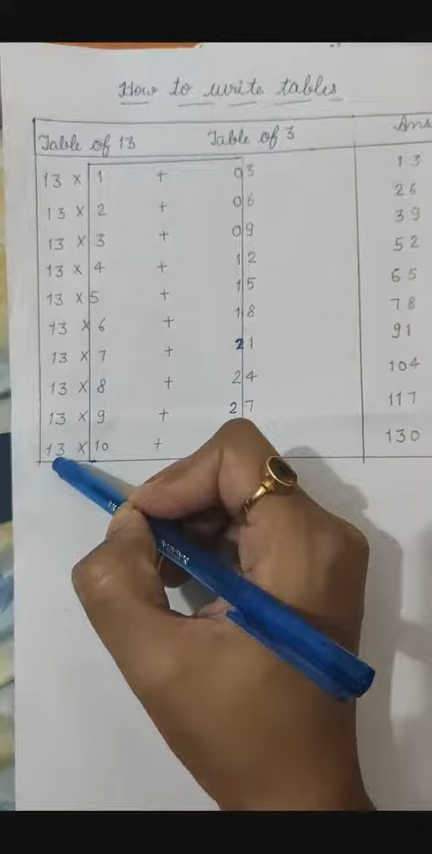 How to write tables
Table of 13 Table of 3 Ans
13 × 1 + 03 13
13 × 2 + 06 26
13 × 3 + 09 39
13 × 4 + 12 52
13 × 5 + 15 65
13 × 6 + 18 78
13 × 7 + 21 91
13 × 8 + 24 104
13 × 9 + 27 117
13 × 10 + 130